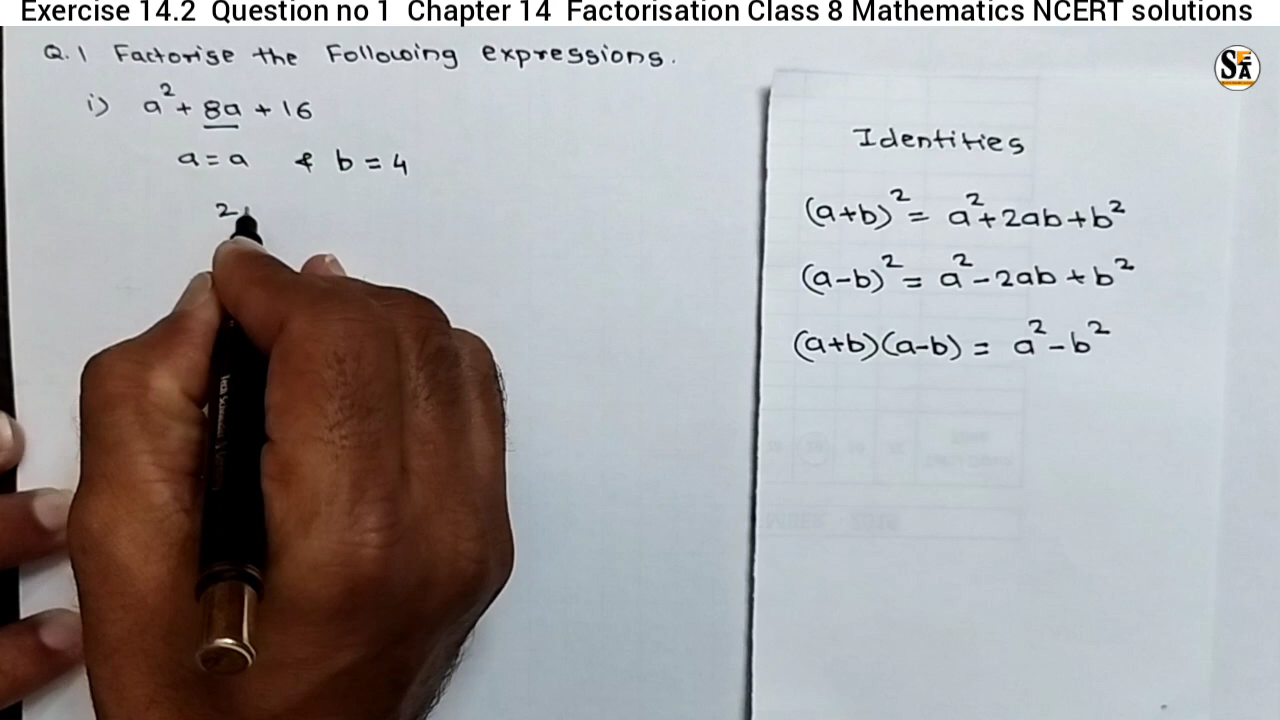 Exercise 14.2 Question no 1 Chapter 14 Factorisation Class 8 Mathematics NCERT solutions
Q.1 Factorise the Following expressions.
i) a² + 8a + 16
a = a & b = 4
2
SFA
Identities
(a+b)² = a²+2ab+b²
(a-b)² = a²-2ab+b²
(a+b)(a-b) = a²-b²